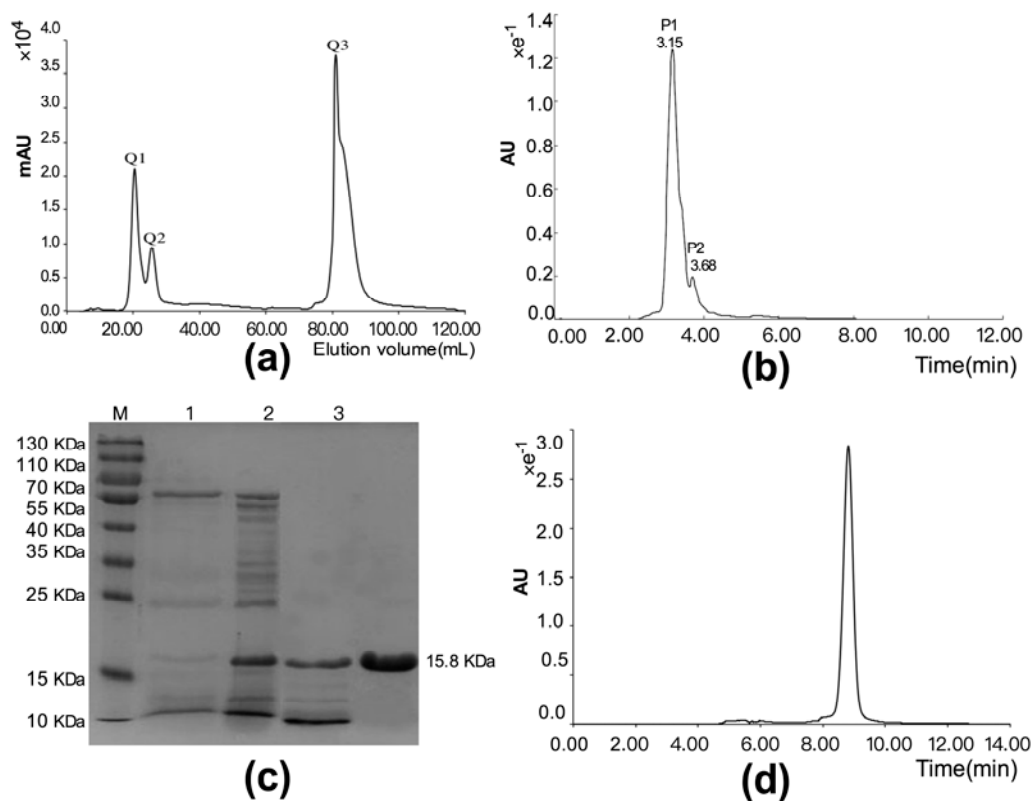 ×10⁴
mAU
4.0
3.5
3.0
2.5
2.0
1.5
1.0
0.5
0.0
Q1
Q2
Q3
0.00 20.00 40.00 60.00 80.00 100.00 120.00
Elution volume(mL)
(a)
×e⁻¹
AU
1.4
1.2
1.0
0.8
0.6
0.4
0.2
0.0
P1
3.15
P2
3.68
0.00 2.00 4.00 6.00 8.00 10.00 12.00
Time(min)
(b)
M 1 2 3
130 KDa
110 KDa
70 KDa
55 KDa
40 KDa
35 KDa
25 KDa
15 KDa
10 KDa
15.8 KDa
(c)
×e⁻¹
AU
3.0
2.5
2.0
1.5
1.0
0.5
0.0
0.00 2.00 4.00 6.00 8.00 10.00 12.00 14.00
Time(min)
(d)